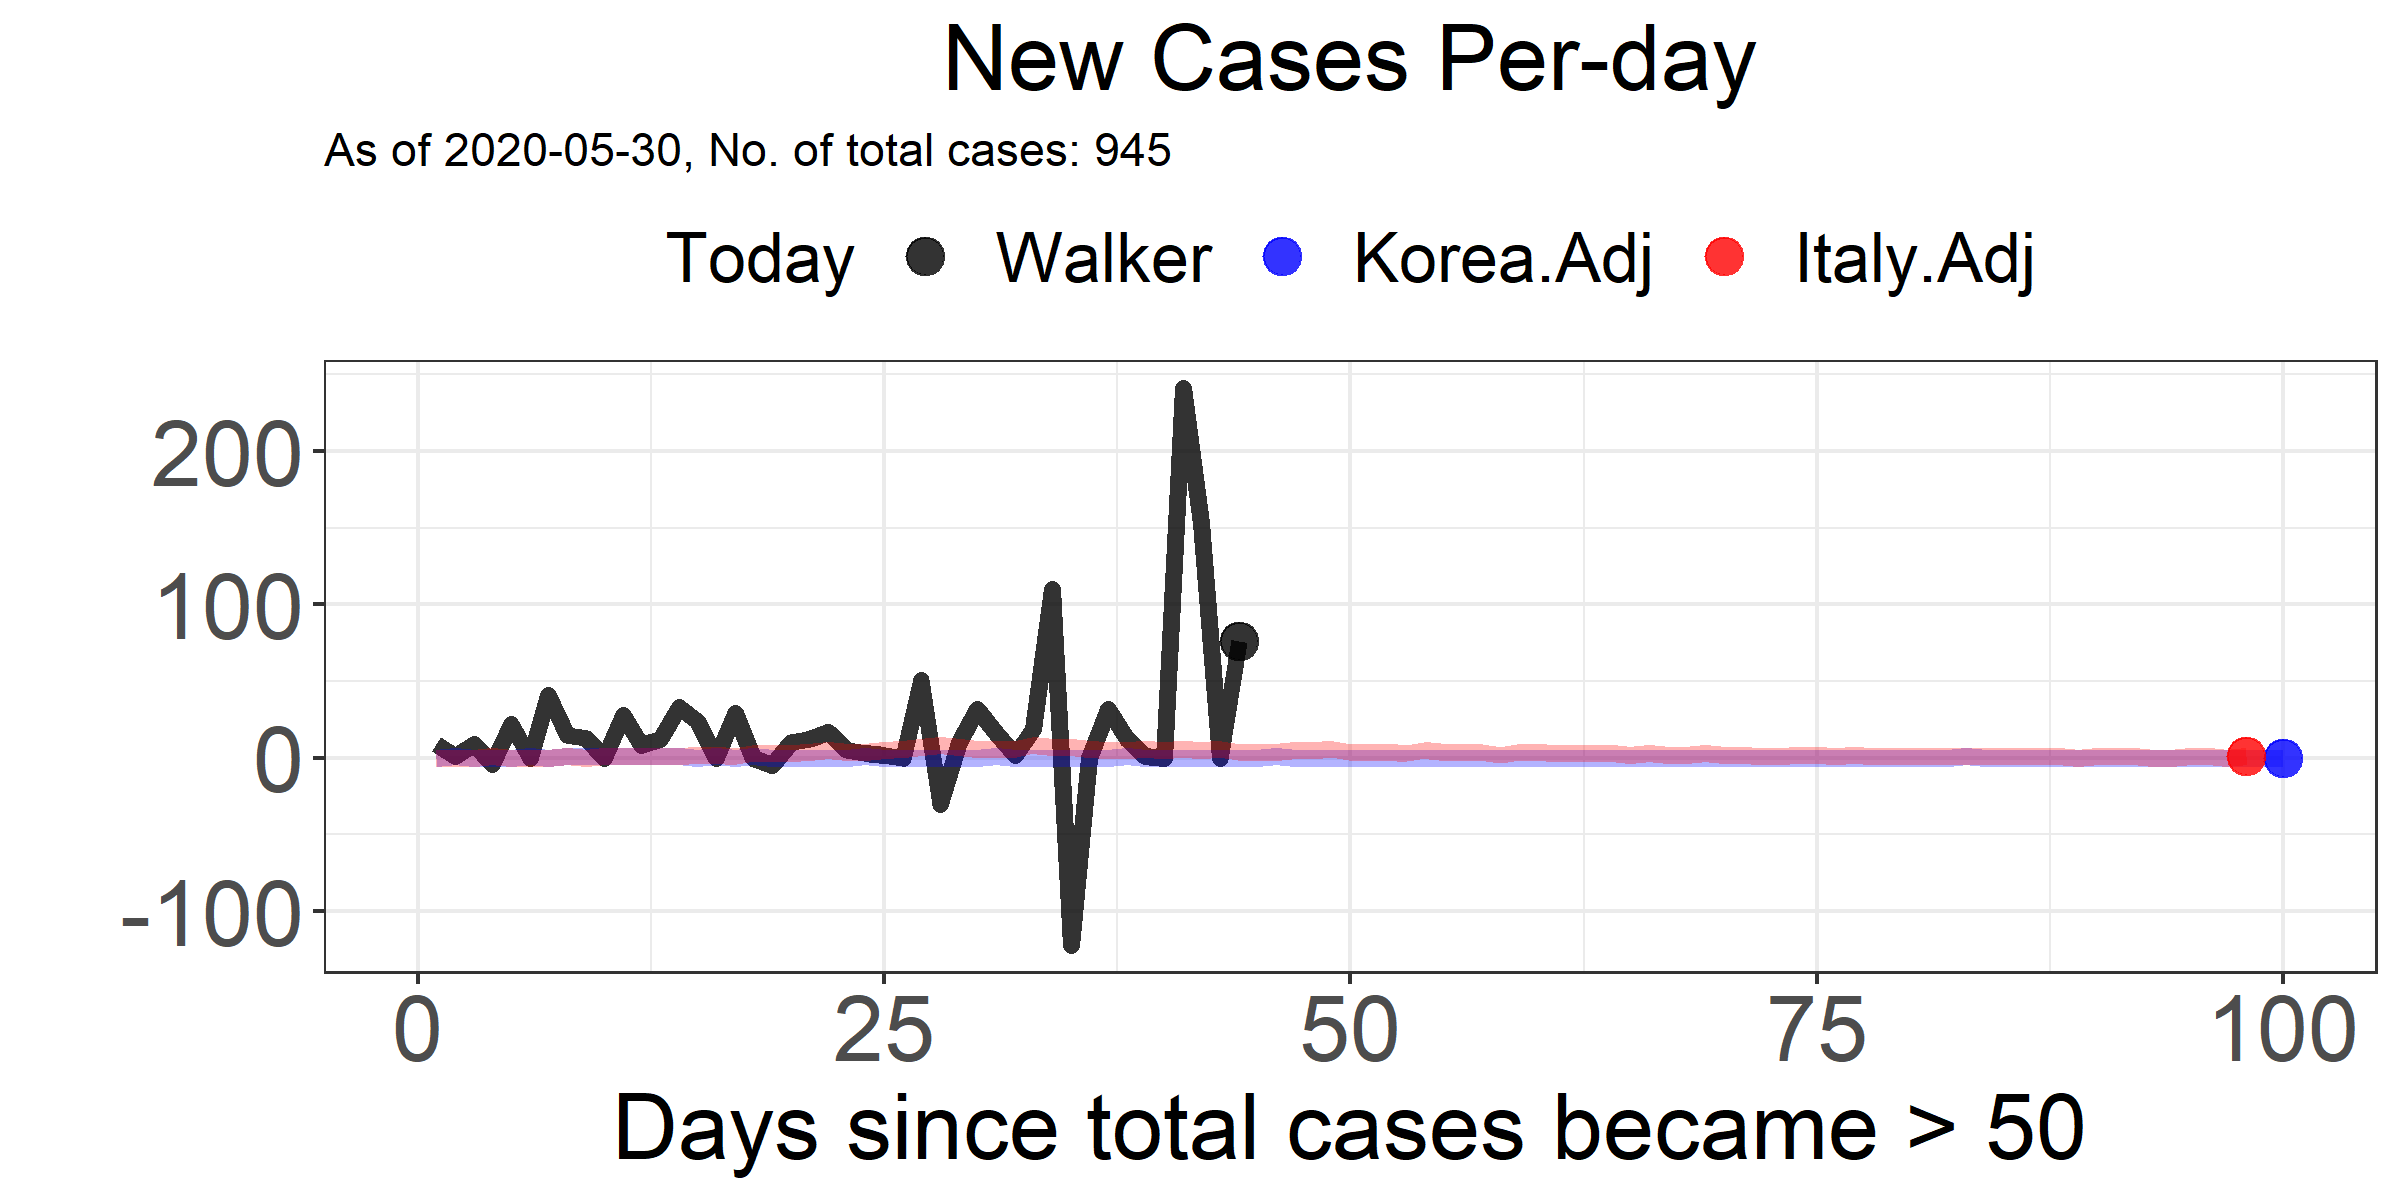 New Cases Per-day
As of 2020-05-30, No. of total cases: 945
Today Walker Korea.Adj Italy.Adj
200
100
0
-100
0 25 50 75 100
Days since total cases became > 50